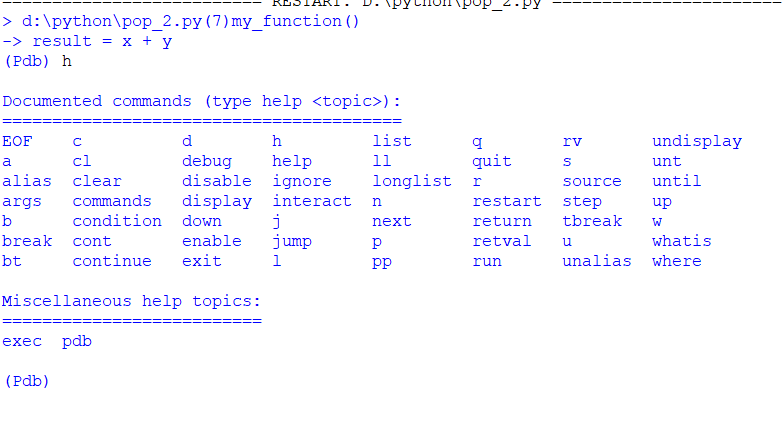 ========================== RESTART: D:\python\pop_2.py =======================
> d:\python\pop_2.py(7)my_function()
-> result = x + y
(Pdb) h

Documented commands (type help <topic>):
========================================
EOF    c          d        h         list      q        rv       undisplay
a      cl         debug    help      ll        quit     s        unt
alias  clear      disable  ignore    longlist  r        source   until
args   commands   display  interact  n         restart  step     up
b      condition  down     j         next      return   tbreak   w
break  cont       enable   jump      p         retval   u        whatis
bt     continue   exit     l         pp        run      unalias  where

Miscellaneous help topics:
==========================
exec  pdb

(Pdb)